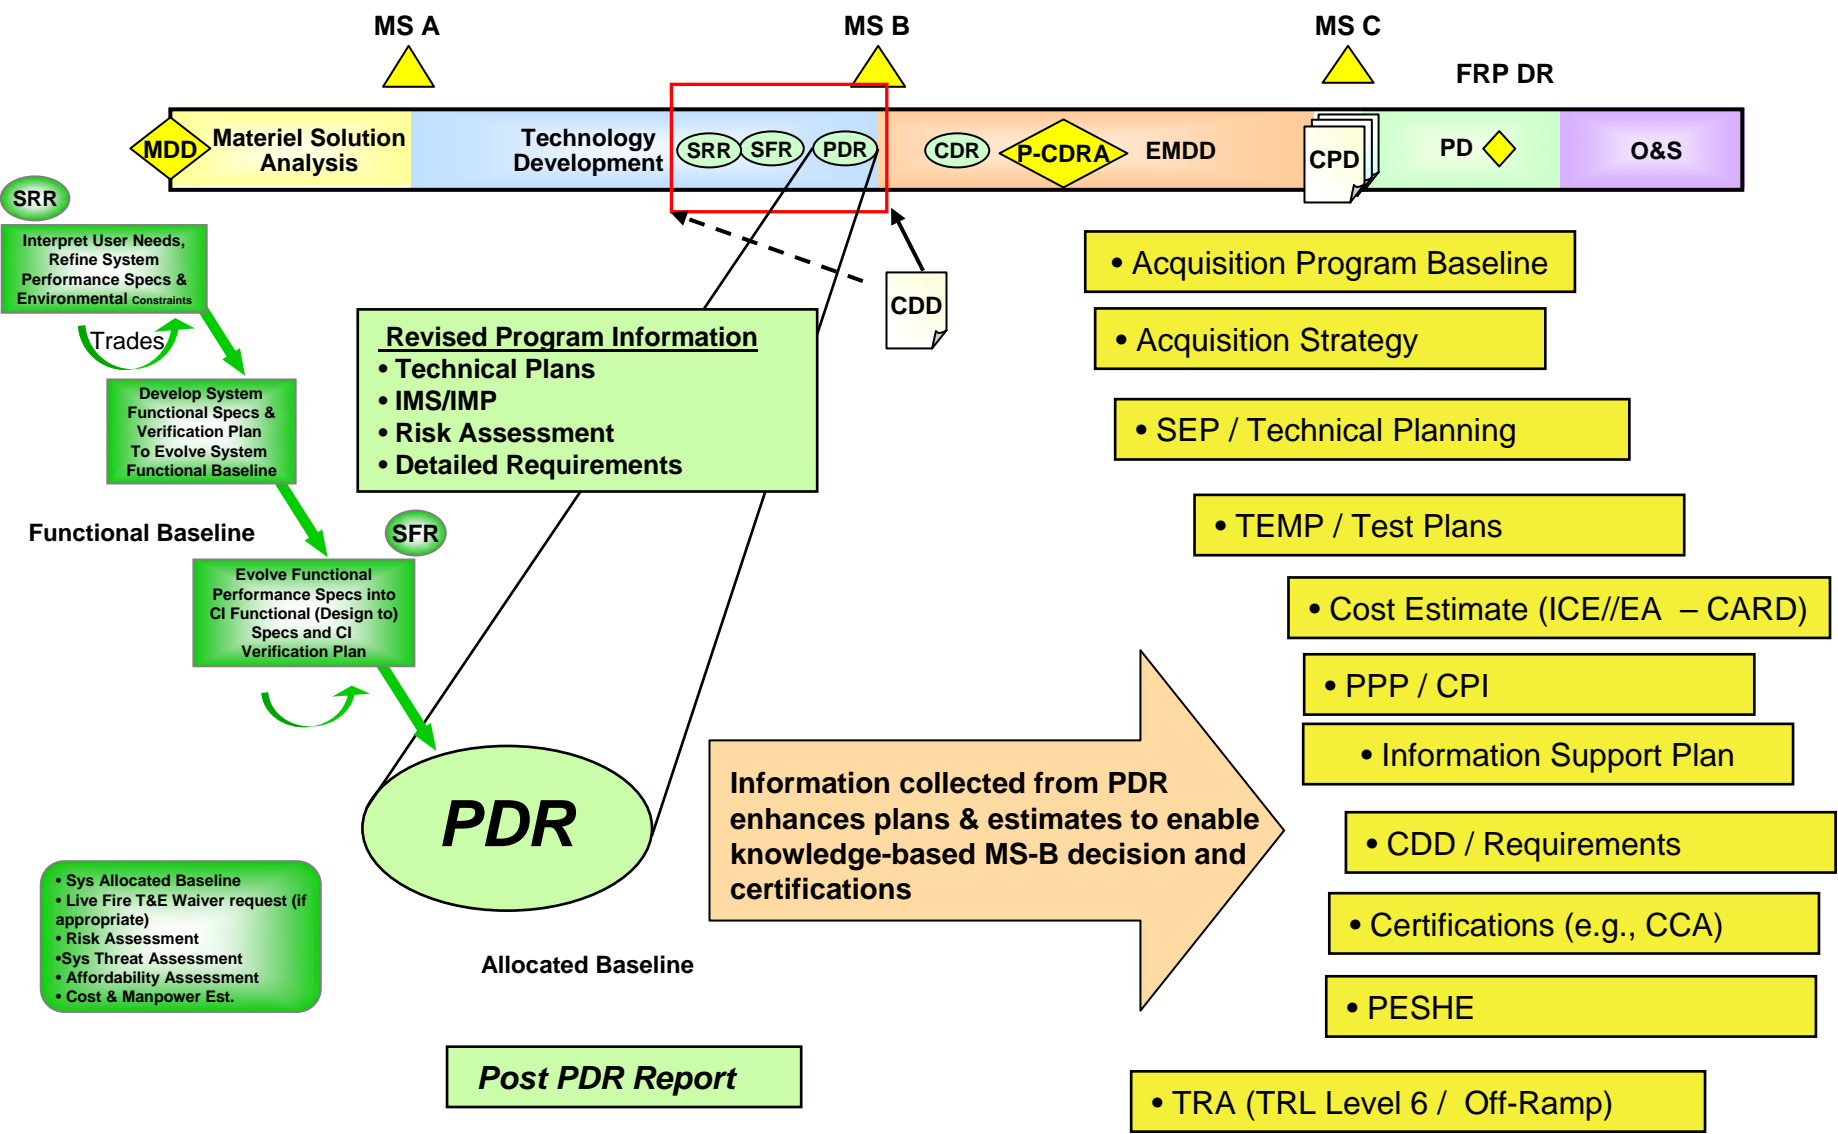 MS A
MS B
MS C
FRP DR
MDD
Materiel Solution
Analysis
Technology
Development
SRR
SFR
PDR
CDR
P-CDRA
EMDD
CPD
PD
O&S
SRR
Interpret User Needs,
Refine System
Performance Specs &
Environmental Constraints
Trades
Develop System
Functional Specs &
Verification Plan
To Evolve System
Functional Baseline
Functional Baseline
SFR
Evolve Functional
Performance Specs into
CI Functional (Design to)
Specs and CI
Verification Plan
• Sys Allocated Baseline
• Live Fire T&E Waiver request (if
appropriate)
• Risk Assessment
•Sys Threat Assessment
• Affordability Assessment
• Cost & Manpower Est.
CDD
Revised Program Information
• Technical Plans
• IMS/IMP
• Risk Assessment
• Detailed Requirements
PDR
Allocated Baseline
Post PDR Report
Information collected from PDR
enhances plans & estimates to enable
knowledge-based MS-B decision and
certifications
• Acquisition Program Baseline
• Acquisition Strategy
• SEP / Technical Planning
• TEMP / Test Plans
• Cost Estimate (ICE//EA – CARD)
• PPP / CPI
• Information Support Plan
• CDD / Requirements
• Certifications (e.g., CCA)
• PESHE
• TRA (TRL Level 6 / Off-Ramp)